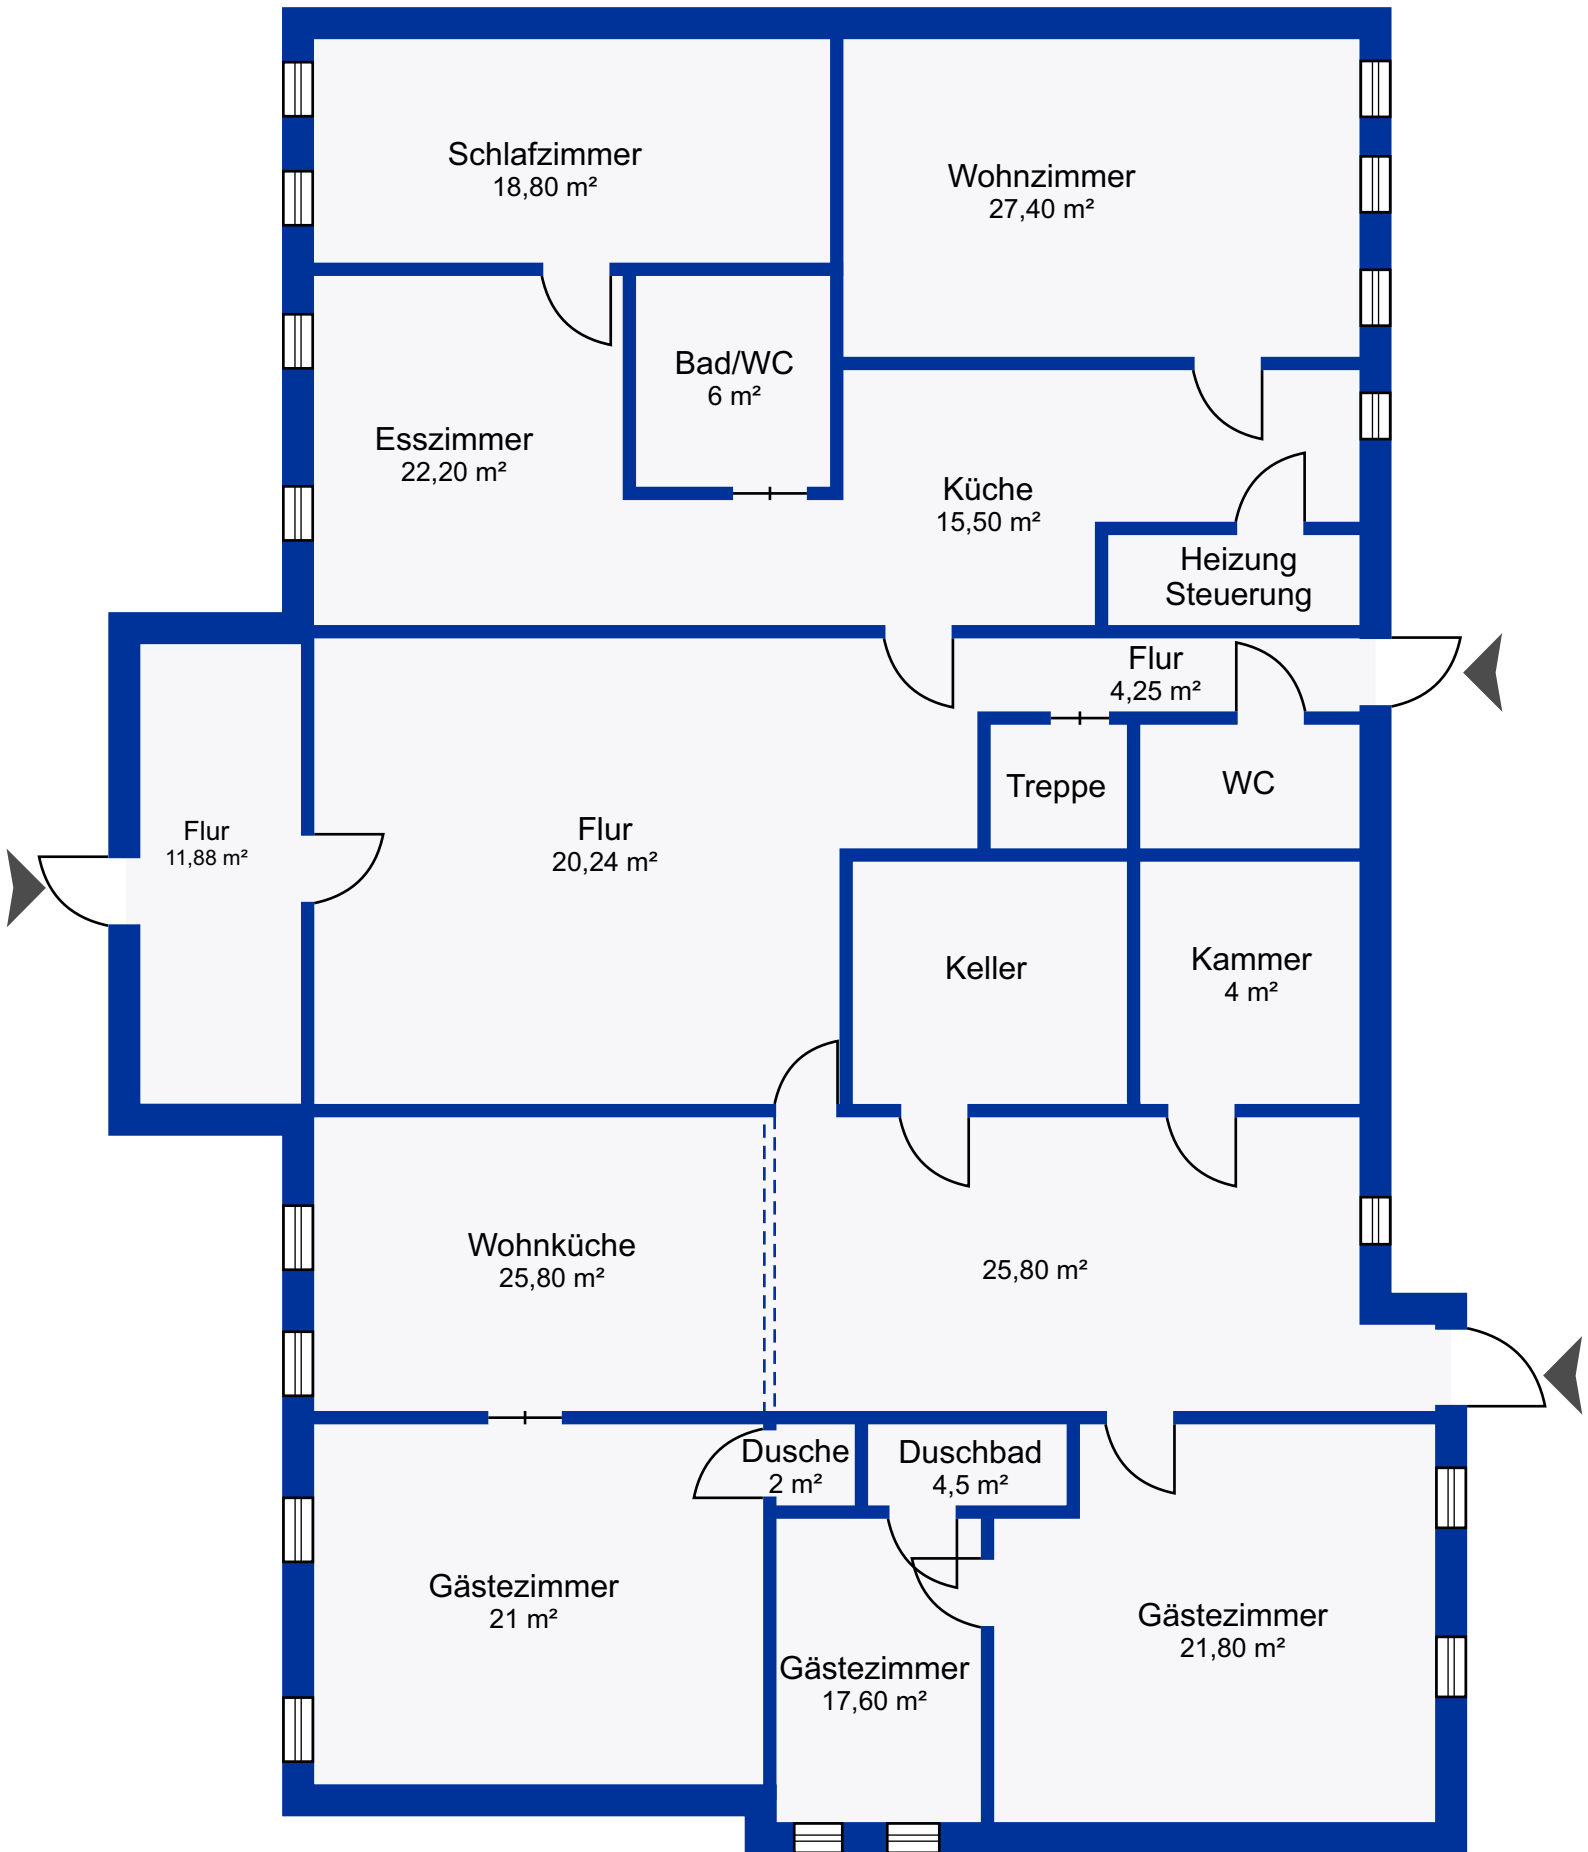 Schlafzimmer
18,80 m²
Wohnzimmer
27,40 m²
Bad/WC
6 m²
Esszimmer
22,20 m²
Küche
15,50 m²
Heizung
Steuerung
Flur
4,25 m²
Treppe
WC
Flur
11,88 m²
Flur
20,24 m²
Keller
Kammer
4 m²
Wohnküche
25,80 m²
25,80 m²
Dusche
2 m²
Duschbad
4,5 m²
Gästezimmer
21 m²
Gästezimmer
17,60 m²
Gästezimmer
21,80 m²